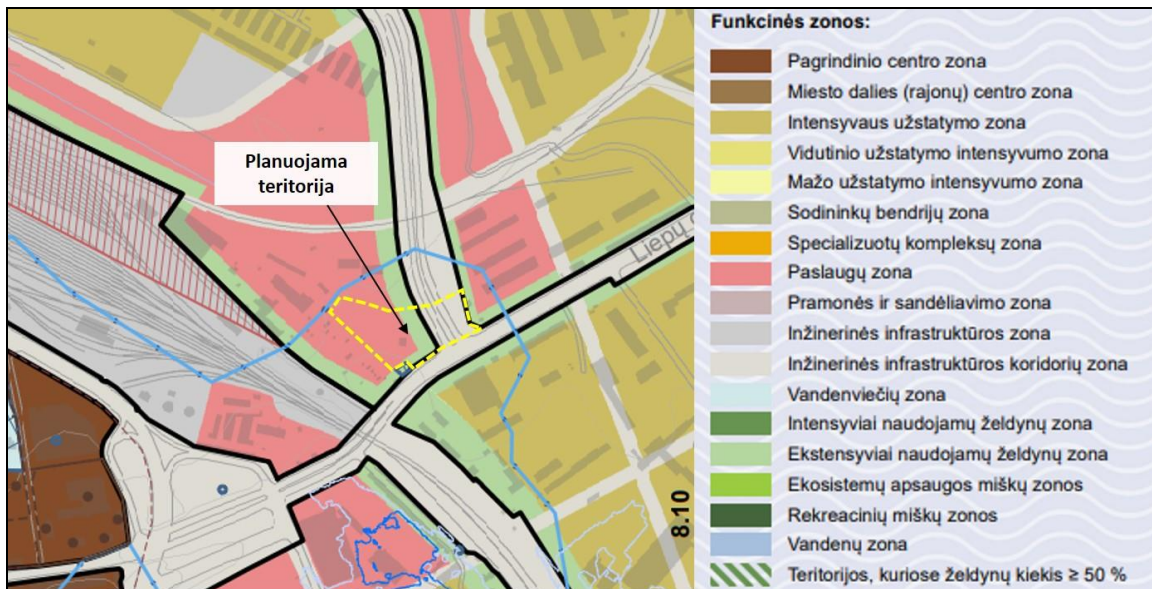 Planuojama
teritorija
Liepų
8.10
Funkcinės zonos:
Pagrindinio centro zona
Miesto dalies (rajonų) centro zona
Intensyvaus užstatymo zona
Vidutinio užstatymo intensyvumo zona
Mažo užstatymo intensyvumo zona
Sodininkų bendrijų zona
Specializuotų kompleksų zona
Paslaugų zona
Pramonės ir sandėliavimo zona
Inžinerinės infrastruktūros zona
Inžinerinės infrastruktūros koridorių zona
Vandenviečių zona
Intensyviai naudojamų želdynų zona
Ekstensyviai naudojamų želdynų zona
Ekosistemų apsaugos miškų zonos
Rekreacinių miškų zonos
Vandenų zona
Teritorijos, kuriose želdynų kiekis ≥ 50 %